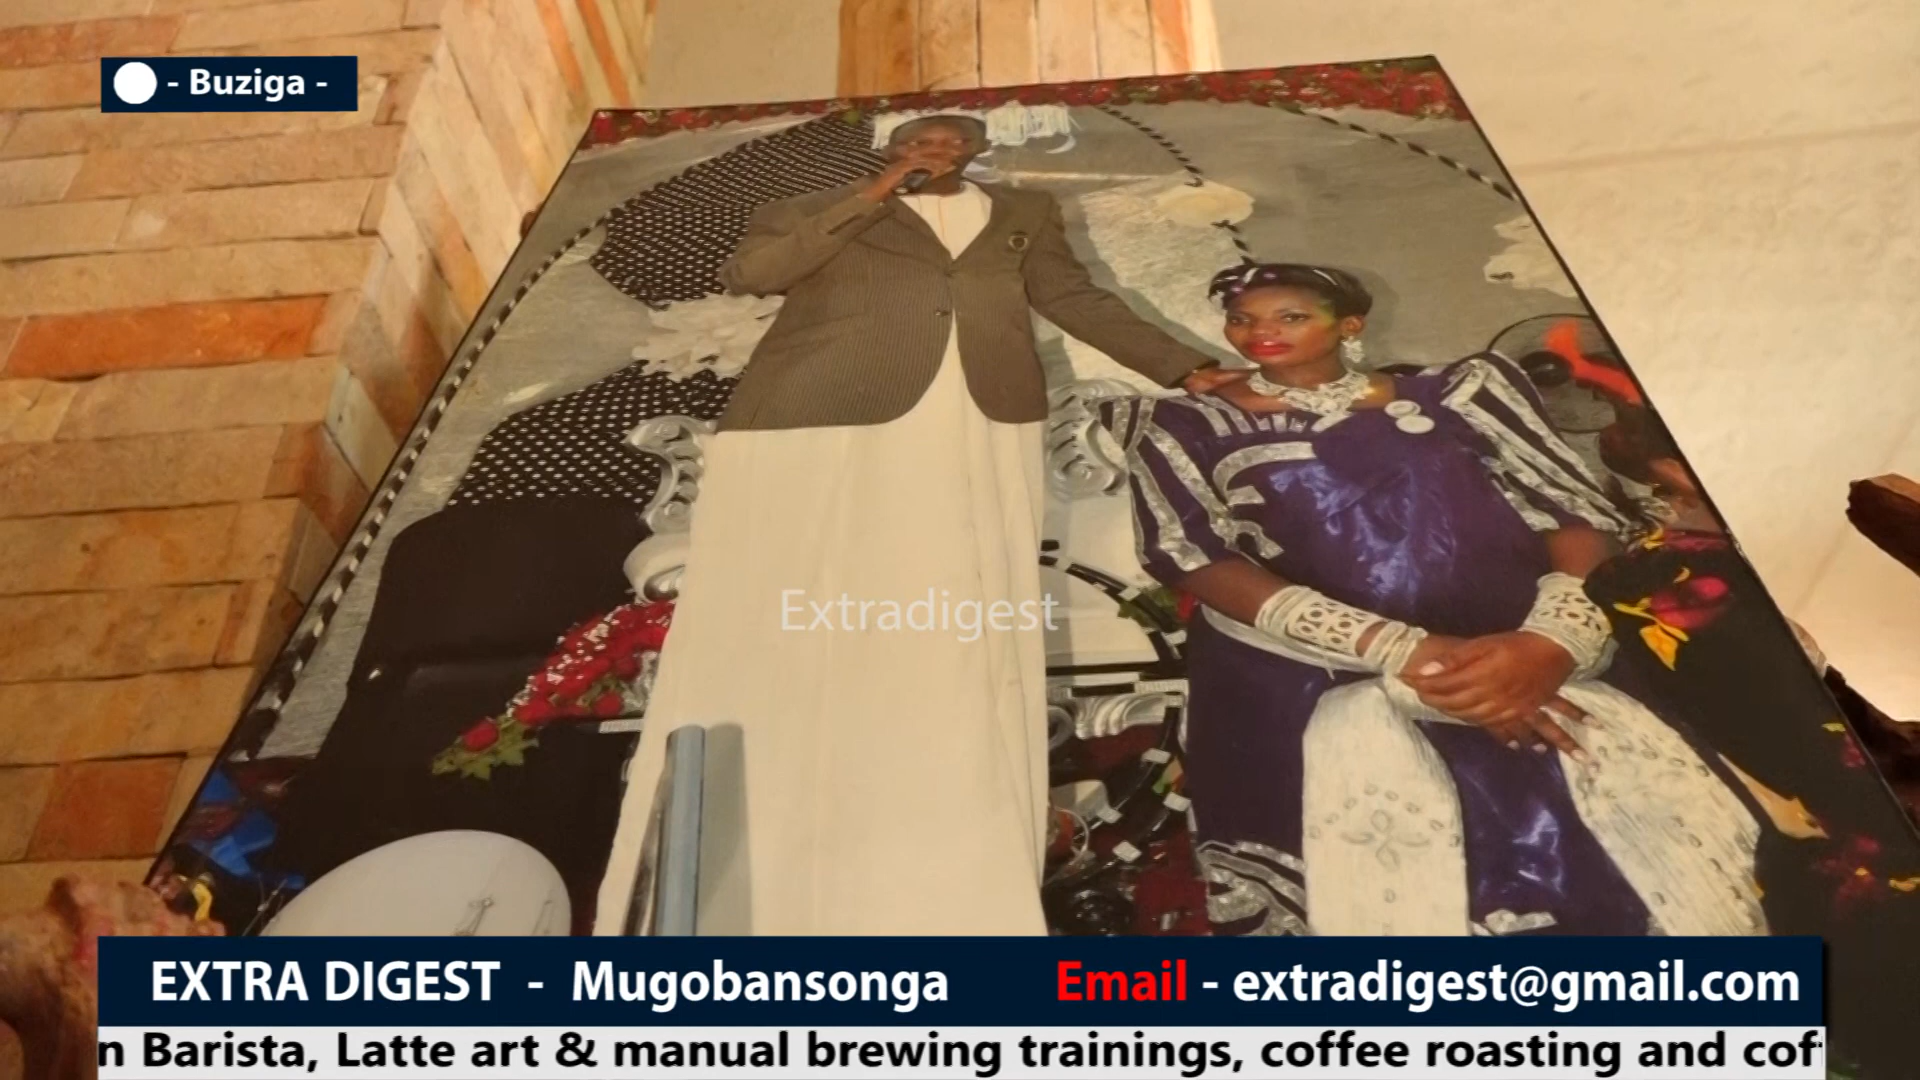 - Buziga -
Extradigest
EXTRA DIGEST - Mugobansonga Email - extradigest@gmail.com
n Barista, Latte art & manual brewing trainings, coffee roasting and cof